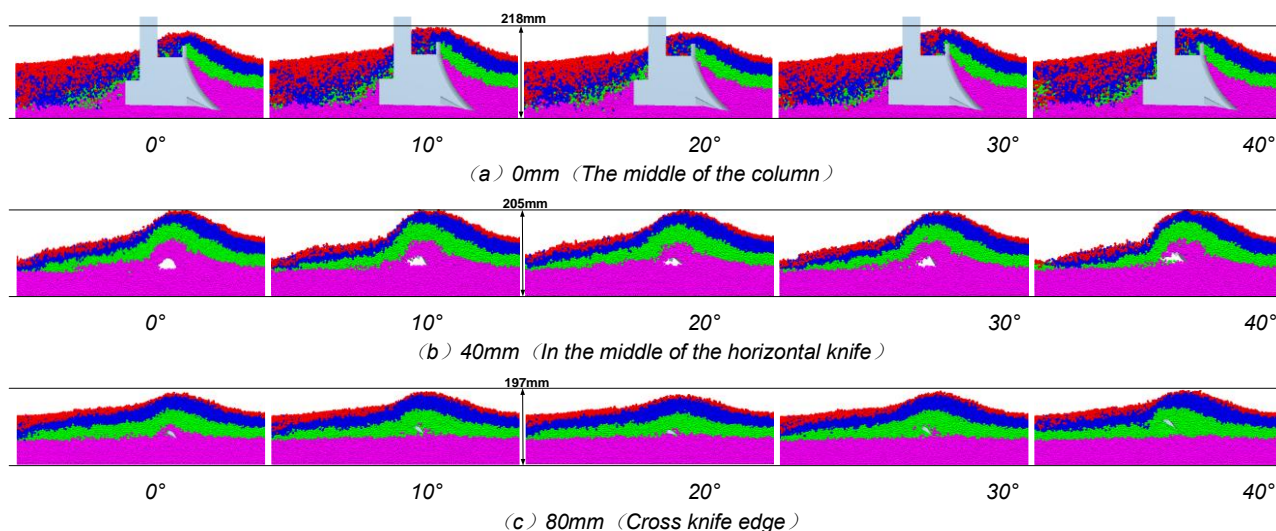 218mm
0° 10° 20° 30° 40°
（a）0mm（The middle of the column）
205mm
0° 10° 20° 30° 40°
（b）40mm（In the middle of the horizontal knife）
197mm
0° 10° 20° 30° 40°
（c）80mm（Cross knife edge）